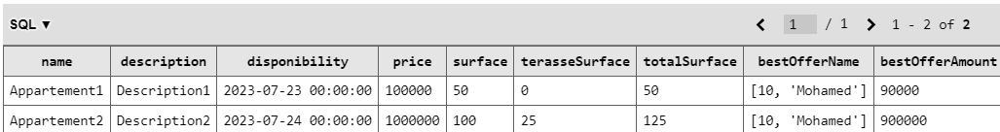 SQL ▼ 1 / 1 1 - 2 of 2
name description disponibility price surface terasseSurface totalSurface bestOfferName bestOfferAmount
Appartement1 Description1 2023-07-23 00:00:00 100000 50 0 50 [10, 'Mohamed'] 90000
Appartement2 Description2 2023-07-24 00:00:00 1000000 100 25 125 [10, 'Mohamed'] 900000